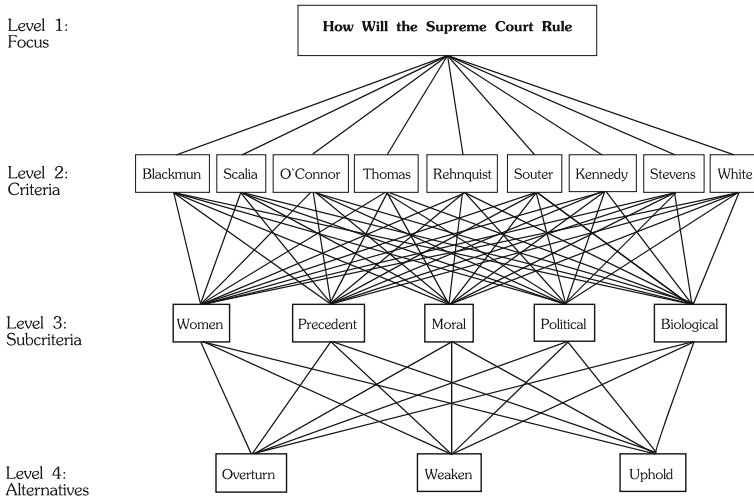 Level 1:
Focus
How Will the Supreme Court Rule
Level 2:
Criteria
Blackmun
Scalia
O'Connor
Thomas
Rehnquist
Souter
Kennedy
Stevens
White
Level 3:
Subcriteria
Women
Precedent
Moral
Political
Biological
Level 4:
Alternatives
Overturn
Weaken
Uphold